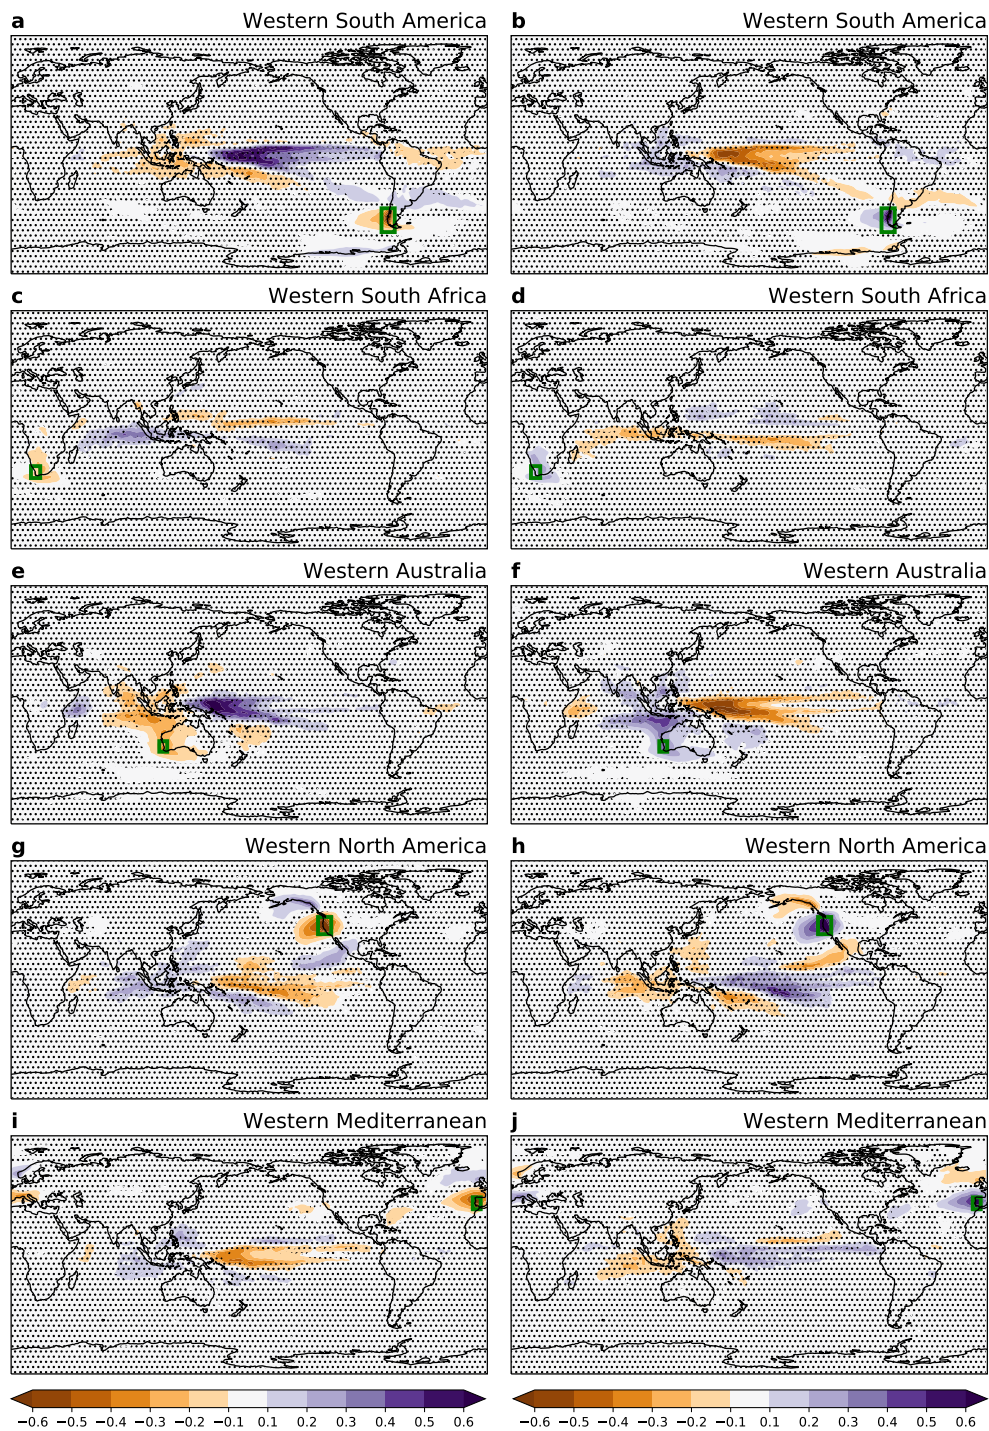 a Western South America
b Western South America
c Western South Africa
d Western South Africa
e Western Australia
f Western Australia
g Western North America
h Western North America
i Western Mediterranean
j Western Mediterranean
−0.6 −0.5 −0.4 −0.3 −0.2 −0.1 0.1 0.2 0.3 0.4 0.5 0.6
−0.6 −0.5 −0.4 −0.3 −0.2 −0.1 0.1 0.2 0.3 0.4 0.5 0.6